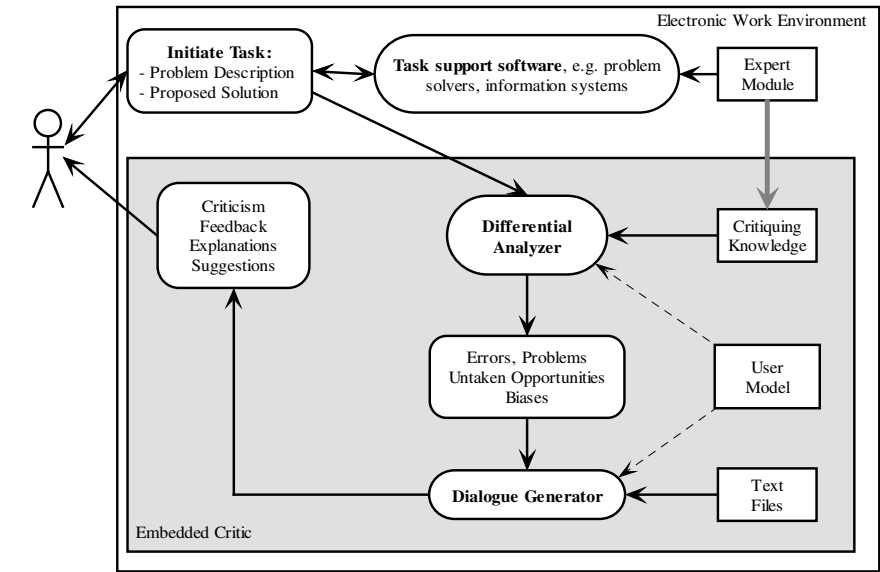 Electronic Work Environment
Initiate Task:
- Problem Description
- Proposed Solution
Task support software, e.g. problem
solvers, information systems
Expert
Module
Criticism
Feedback
Explanations
Suggestions
Differential
Analyzer
Critiquing
Knowledge
Errors, Problems
Untaken Opportunities
Biases
User
Model
Dialogue Generator
Text
Files
Embedded Critic